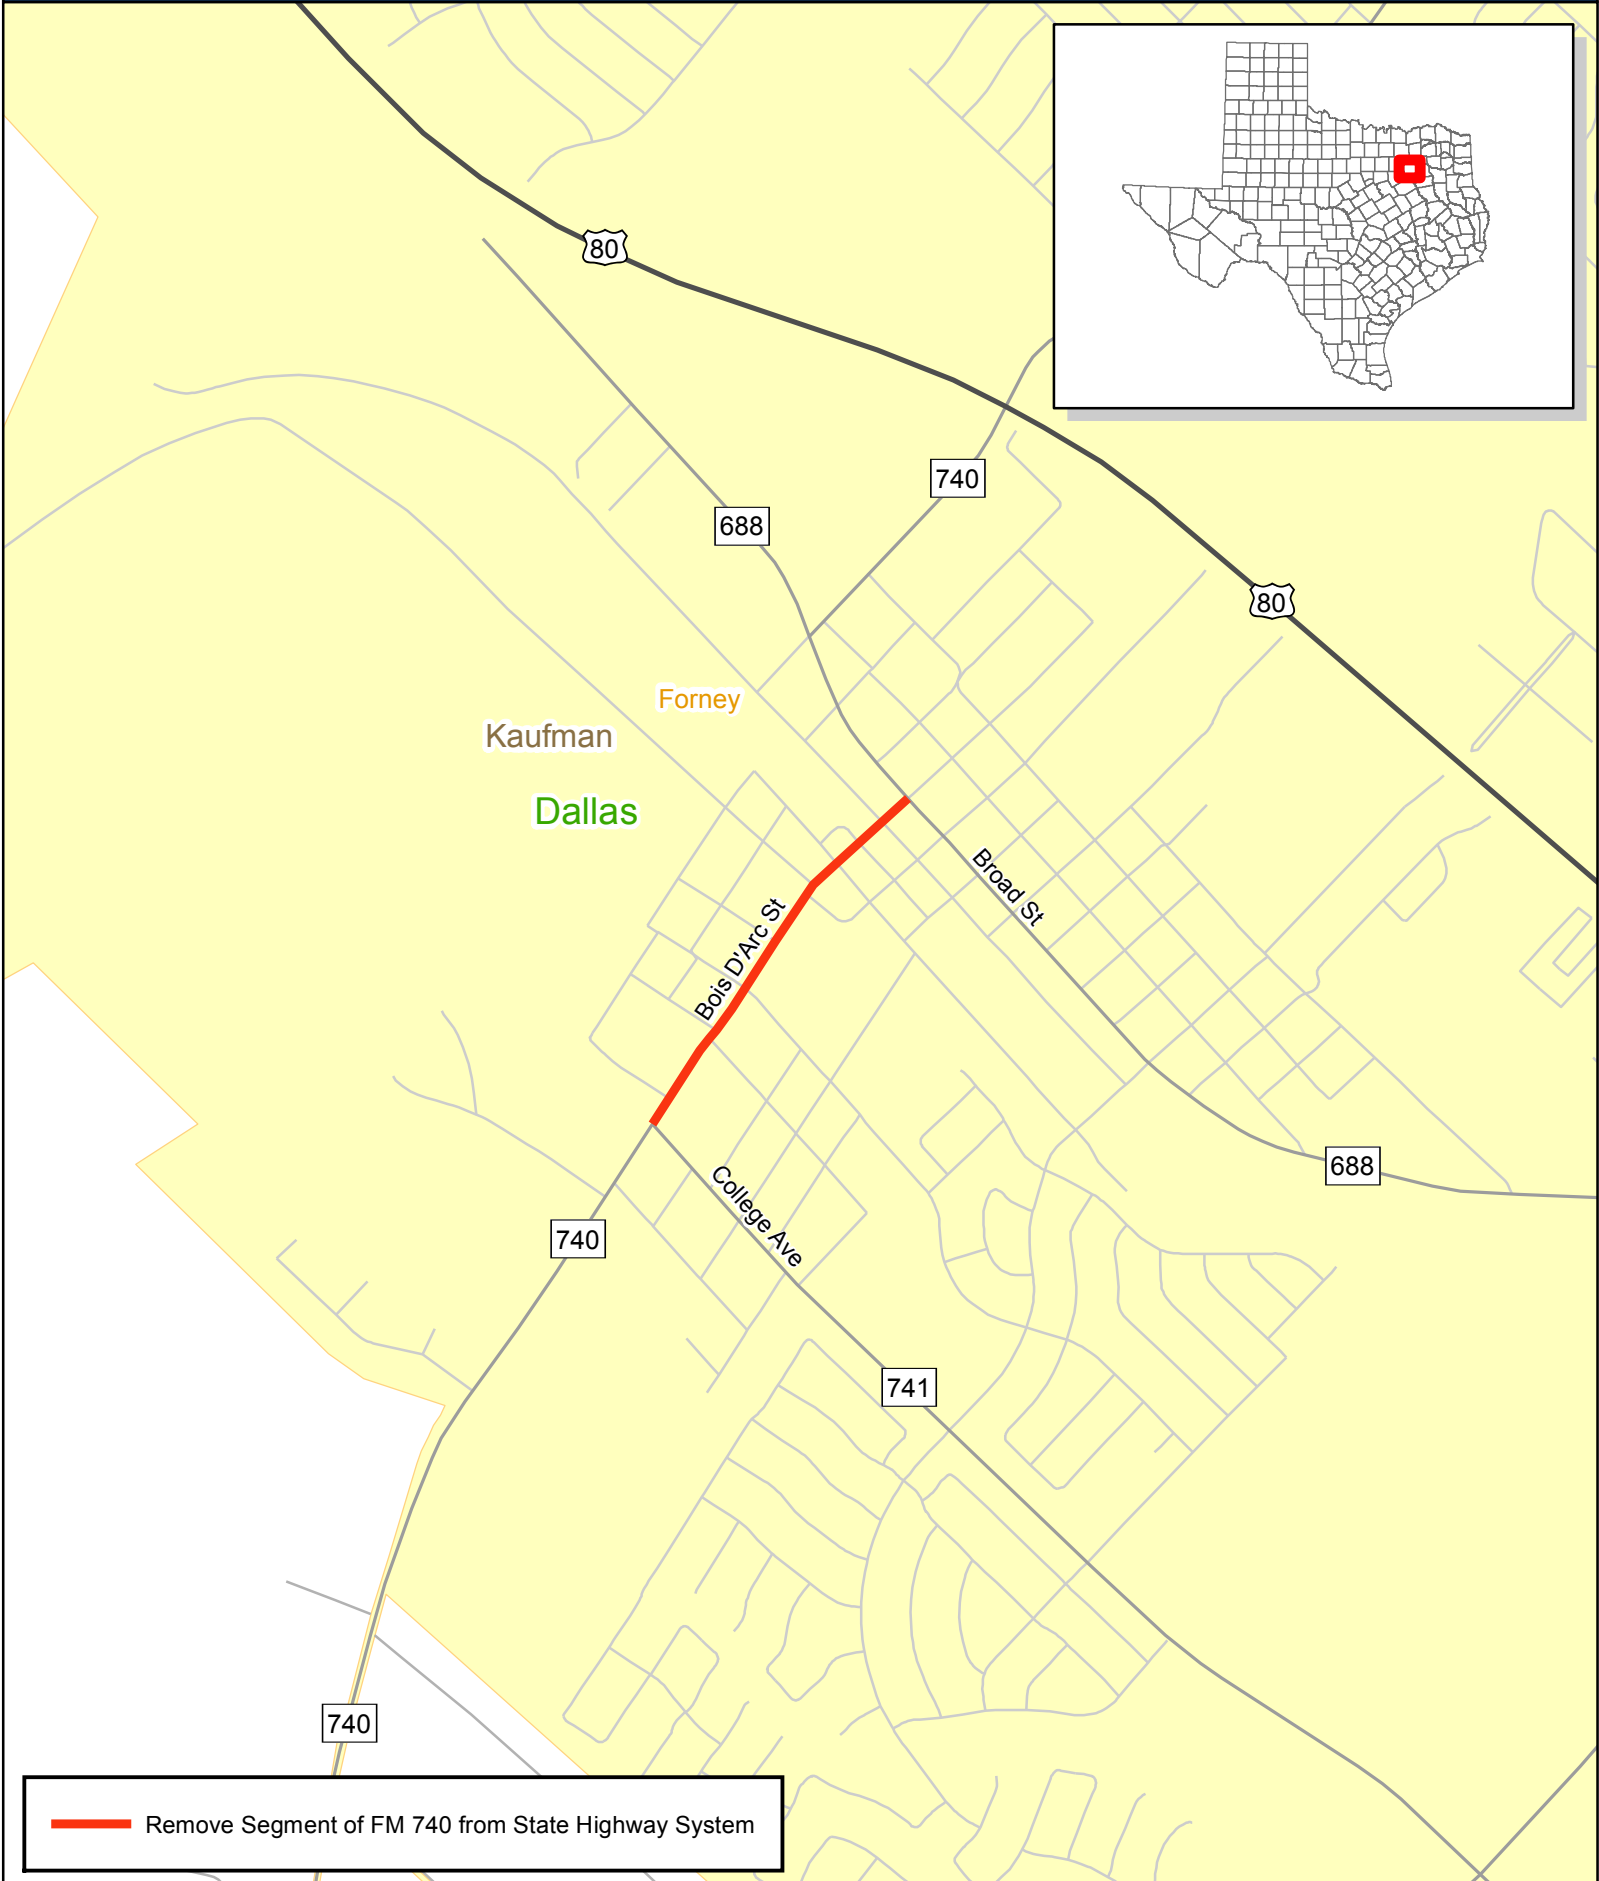 80
740
688
80
Forney
Kaufman
Dallas
Broad St
Bois D'Arc St
688
College Ave
740
741
740
Remove Segment of FM 740 from State Highway System